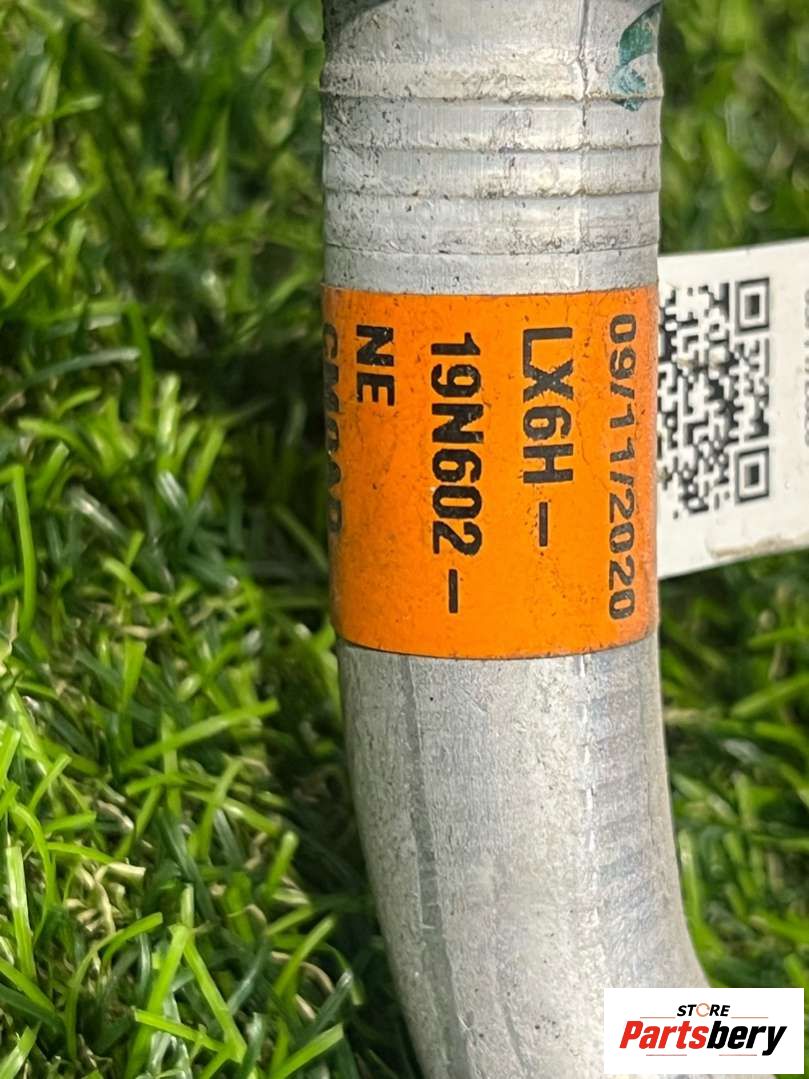 09/11/2020
LX6H-
19N602-
NE
STORE
Partsbery